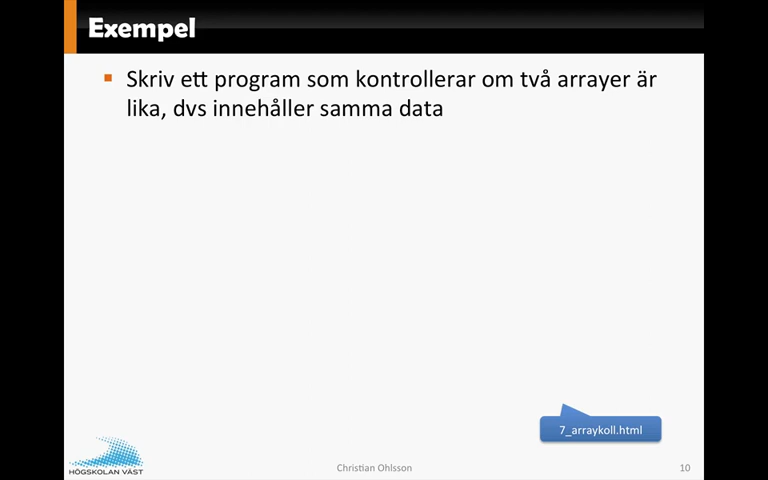 Exempel
Skriv ett program som kontrollerar om två arrayer är
lika, dvs innehåller samma data
7_arraykoll.html
HÖGSKOLAN VÄST
Christian Ohlsson
10